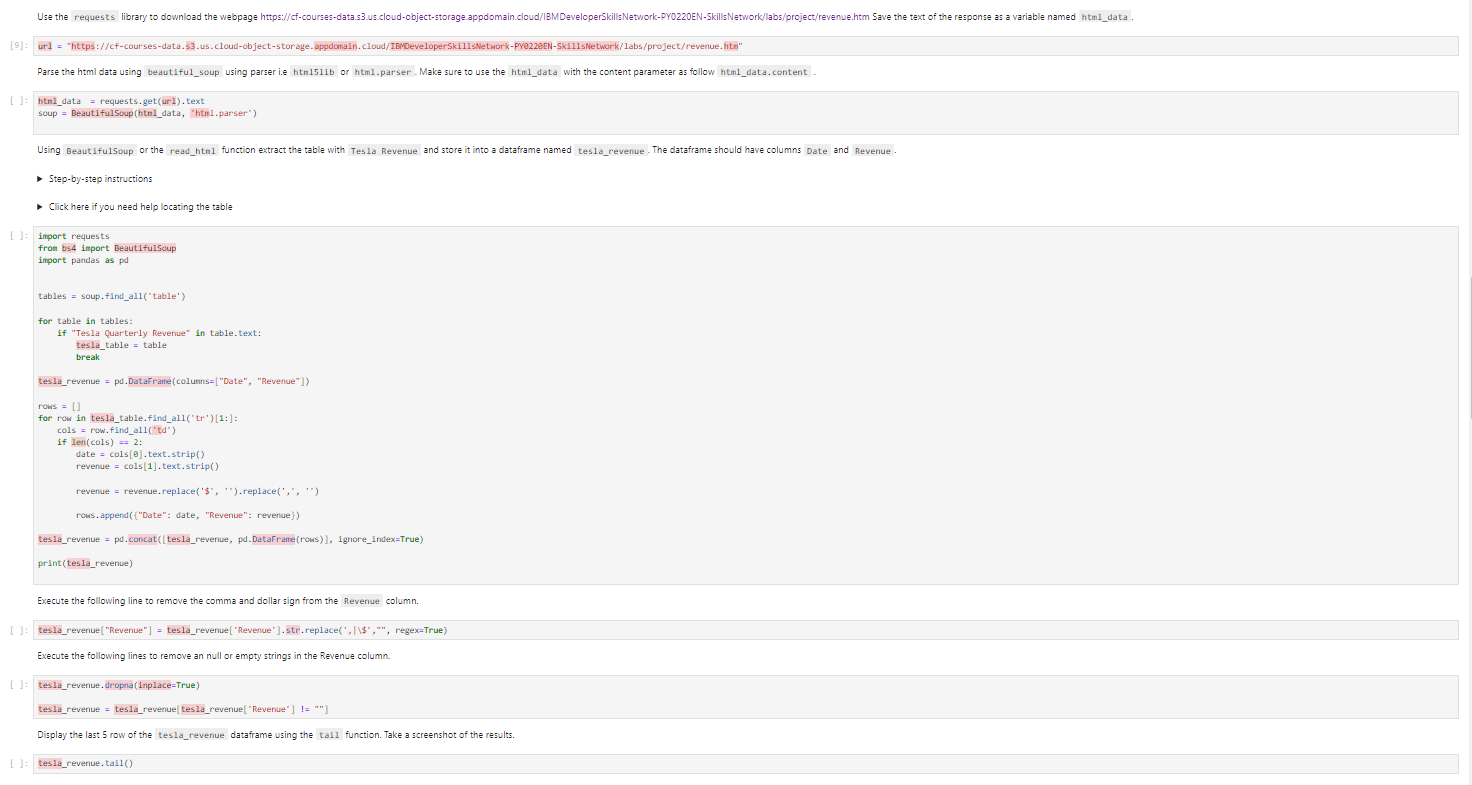 Use the requests library to download the webpage https://cf-courses-data.s3.us.cloud-object-storage.appdomain.cloud/IBMDeveloperSkillsNetwork-PY0220EN-SkillsNetwork/labs/project/revenue.htm Save the text of the response as a variable named html_data .
[9]: url = "https://cf-courses-data.s3.us.cloud-object-storage.appdomain.cloud/IBMDeveloperSkillsNetwork-PY0220EN-SkillsNetwork/labs/project/revenue.htm"
Parse the html data using beautiful_soup using parser i.e html5lib or html.parser . Make sure to use the html_data with the content parameter as follow html_data.content .
[ ]: html_data  = requests.get(url).text
soup = BeautifulSoup(html_data, 'html.parser')
Using BeautifulSoup or the read_html function extract the table with Tesla Revenue and store it into a dataframe named tesla_revenue . The dataframe should have columns Date and Revenue .
▶ Step-by-step instructions
▶ Click here if you need help locating the table
[ ]: import requests
from bs4 import BeautifulSoup
import pandas as pd
tables = soup.find_all('table')
for table in tables:
    if "Tesla Quarterly Revenue" in table.text:
        tesla_table = table
        break
tesla_revenue = pd.DataFrame(columns=["Date", "Revenue"])
rows = []
for row in tesla_table.find_all('tr')[1:]:
    cols = row.find_all('td')
    if len(cols) == 2:
        date = cols[0].text.strip()
        revenue = cols[1].text.strip()
        revenue = revenue.replace('$', '').replace(',', '')
        rows.append({"Date": date, "Revenue": revenue})
tesla_revenue = pd.concat([tesla_revenue, pd.DataFrame(rows)], ignore_index=True)
print(tesla_revenue)
Execute the following line to remove the comma and dollar sign from the Revenue column.
[ ]: tesla_revenue["Revenue"] = tesla_revenue['Revenue'].str.replace(',|\$',"", regex=True)
Execute the following lines to remove an null or empty strings in the Revenue column.
[ ]: tesla_revenue.dropna(inplace=True)
tesla_revenue = tesla_revenue[tesla_revenue['Revenue'] != ""]
Display the last 5 row of the tesla_revenue dataframe using the tail function. Take a screenshot of the results.
[ ]: tesla_revenue.tail()